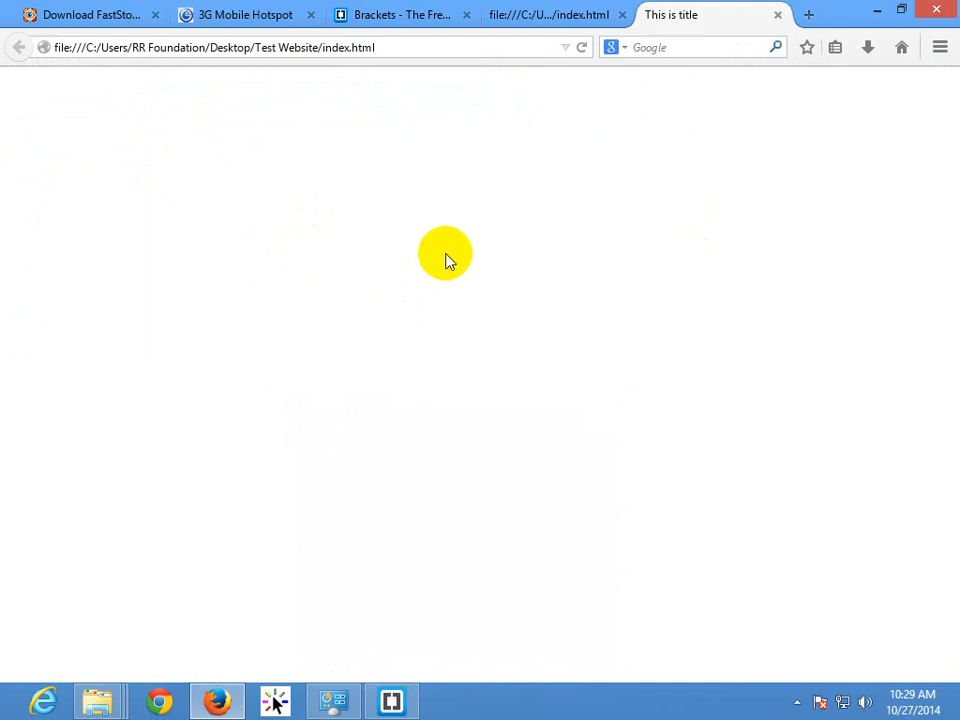 Download FastSto...
3G Mobile Hotspot
Brackets - The Fre...
file:///C:/U.../index.html
This is title
file:///C:/Users/RR Foundation/Desktop/Test Website/index.html
8
Google
10:29 AM
10/27/2014